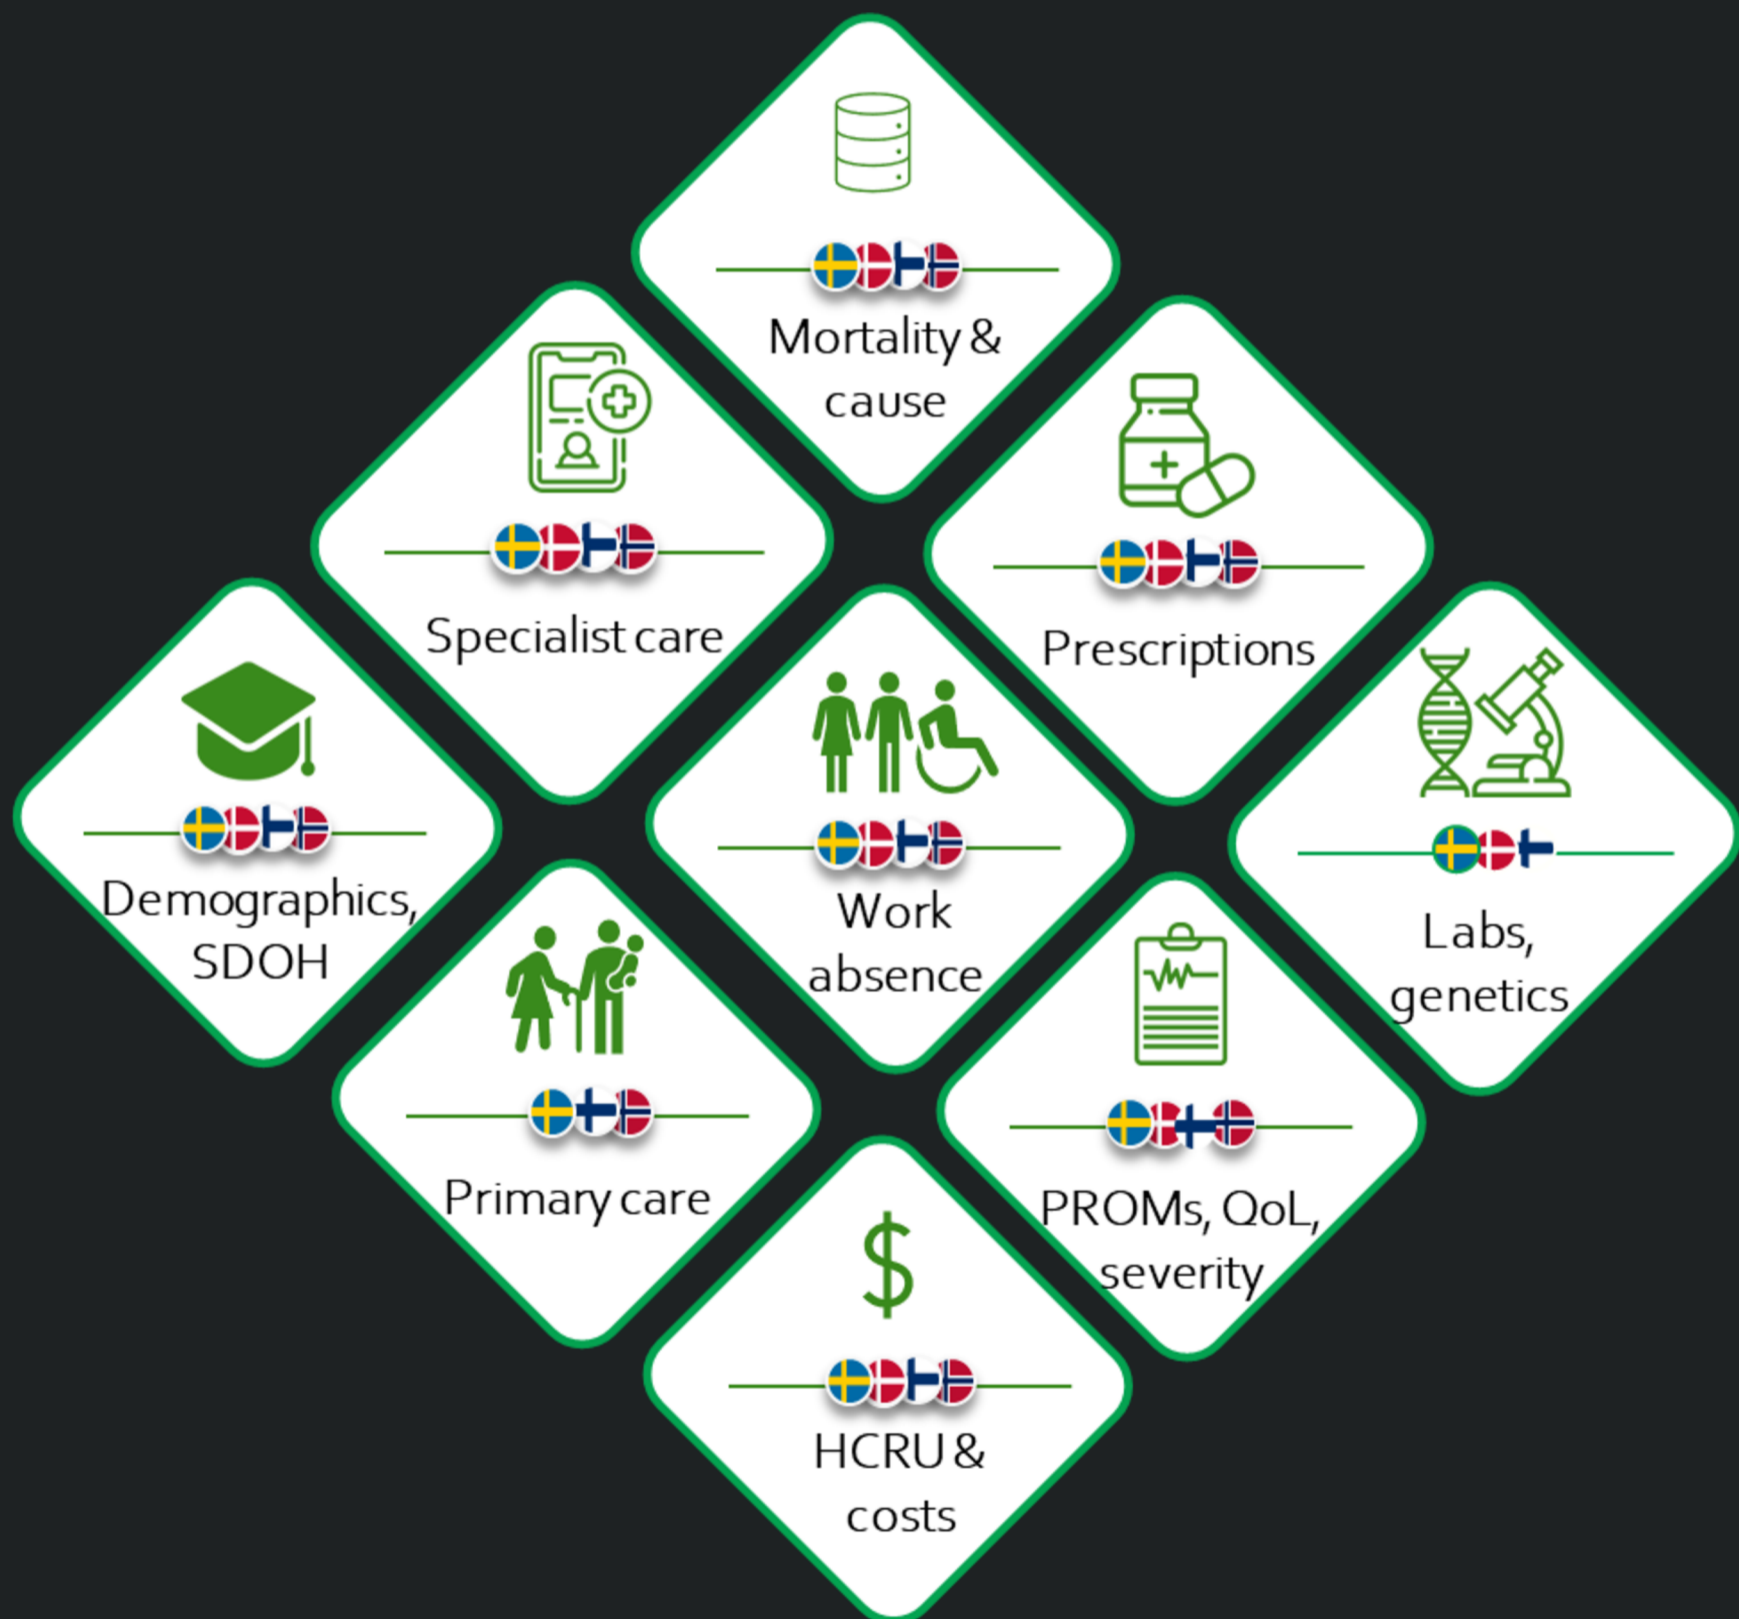 Mortality &
cause
Specialist care
Prescriptions
Demographics,
SDOH
Work
absence
Labs,
genetics
Primary care
PROMs, QoL,
severity
HCRU &
costs